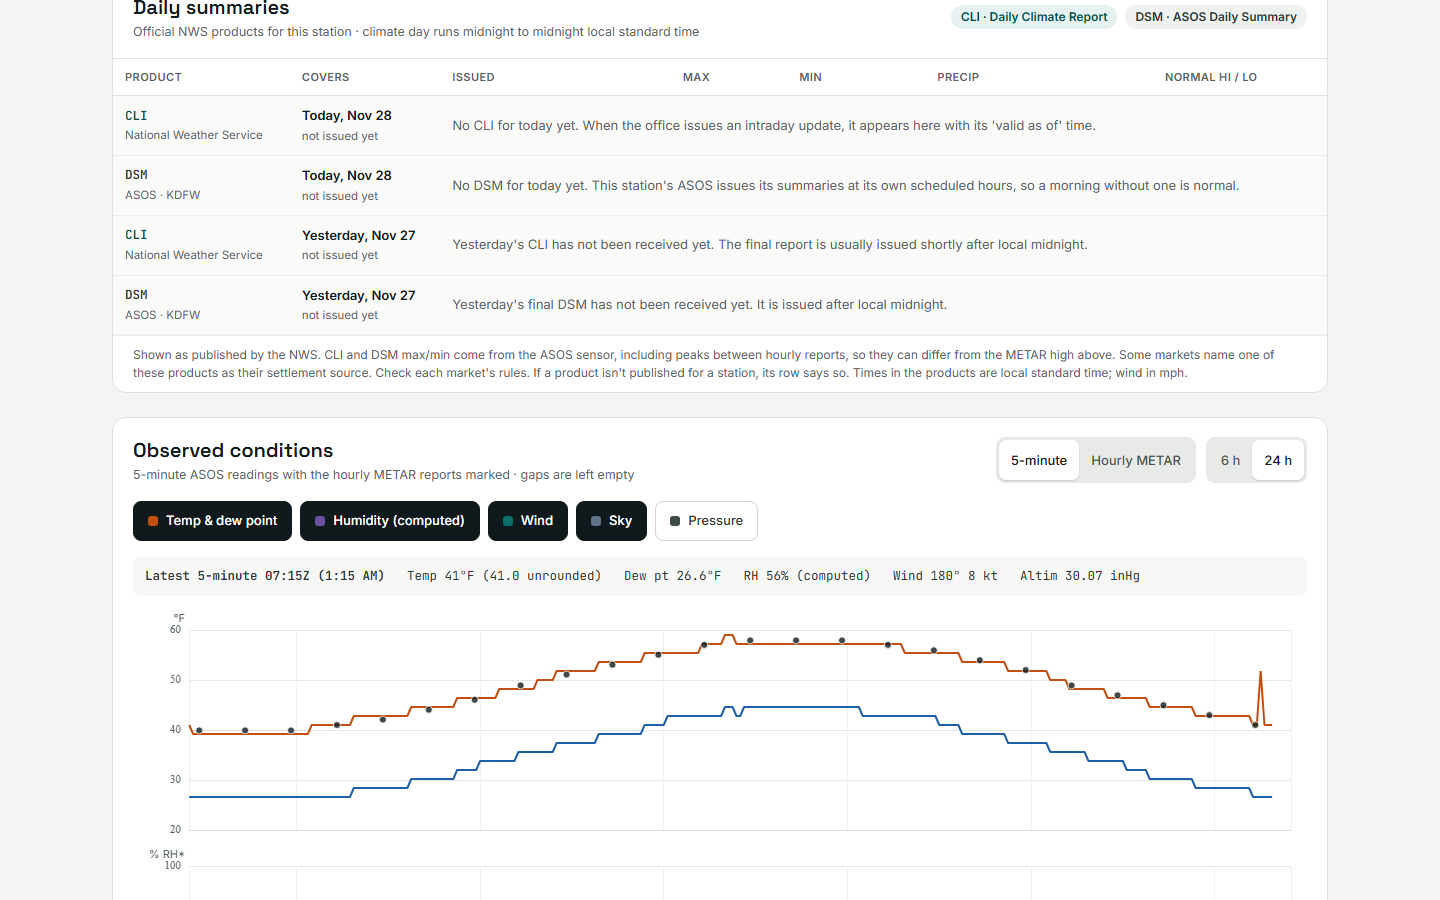 Daily summaries
Official NWS products for this station · climate day runs midnight to midnight local standard time
CLI · Daily Climate Report
DSM · ASOS Daily Summary
PRODUCT COVERS ISSUED MAX MIN PRECIP NORMAL HI / LO
CLI
National Weather Service
Today, Nov 28
not issued yet
No CLI for today yet. When the office issues an intraday update, it appears here with its 'valid as of' time.
DSM
ASOS · KDFW
Today, Nov 28
not issued yet
No DSM for today yet. This station's ASOS issues its summaries at its own scheduled hours, so a morning without one is normal.
CLI
National Weather Service
Yesterday, Nov 27
not issued yet
Yesterday's CLI has not been received yet. The final report is usually issued shortly after local midnight.
DSM
ASOS · KDFW
Yesterday, Nov 27
not issued yet
Yesterday's final DSM has not been received yet. It is issued after local midnight.
Shown as published by the NWS. CLI and DSM max/min come from the ASOS sensor, including peaks between hourly reports, so they can differ from the METAR high above. Some markets name one of
these products as their settlement source. Check each market's rules. If a product isn't published for a station, its row says so. Times in the products are local standard time; wind in mph.
Observed conditions
5-minute ASOS readings with the hourly METAR reports marked · gaps are left empty
5-minute Hourly METAR 6 h 24 h
Temp & dew point Humidity (computed) Wind Sky Pressure
Latest 5-minute 07:15Z (1:15 AM) Temp 41°F (41.0 unrounded) Dew pt 26.6°F RH 56% (computed) Wind 180° 8 kt Altim 30.07 inHg
°F
60
50
40
30
20
% RH*
100